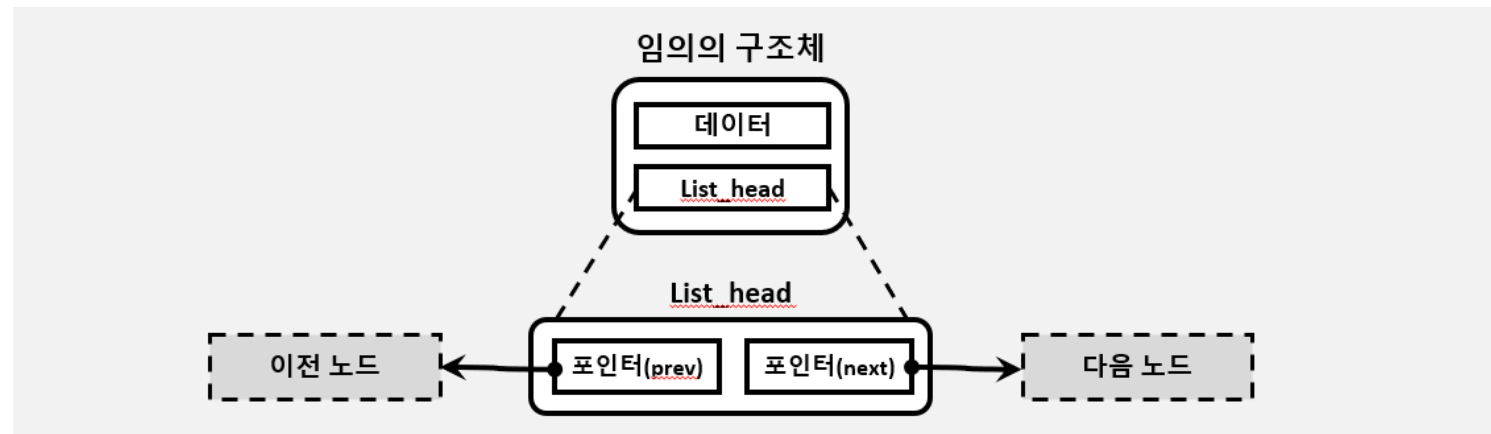 임의의 구조체
데이터
List_head
List_head
이전 노드
포인터(prev)
포인터(next)
다음 노드